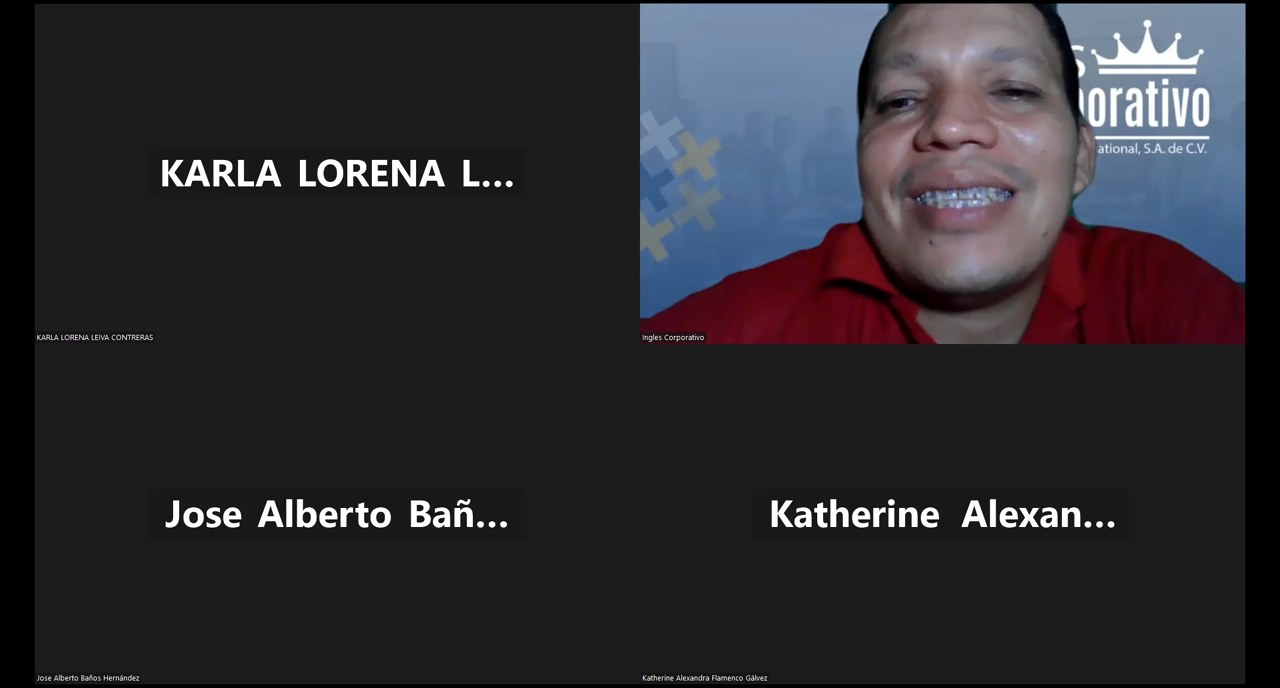 KARLA LORENA L...
KARLA LORENA LEIVA CONTRERAS
S
orativo
ational, S.A. de C.V.
Ingles Corporativo
Jose Alberto Bañ...
Jose Alberto Baños Hernández
Katherine Alexan...
Katherine Alexandra Flamenco Gálvez